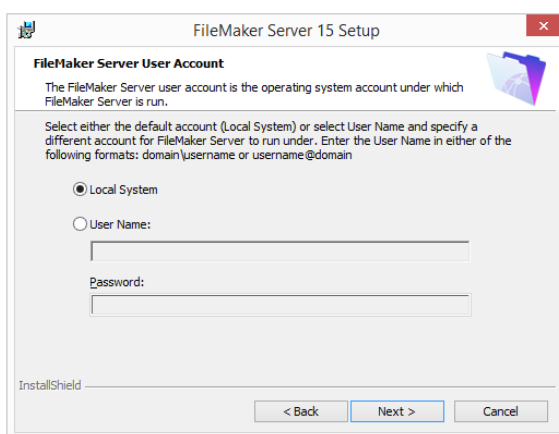 FileMaker Server 15 Setup
FileMaker Server User Account
The FileMaker Server user account is the operating system account under which
FileMaker Server is run.
Select either the default account (Local System) or select User Name and specify a
different account for FileMaker Server to run under. Enter the User Name in either of the
following formats: domain\username or username@domain
Local System
User Name:
Password:
InstallShield
< Back Next > Cancel